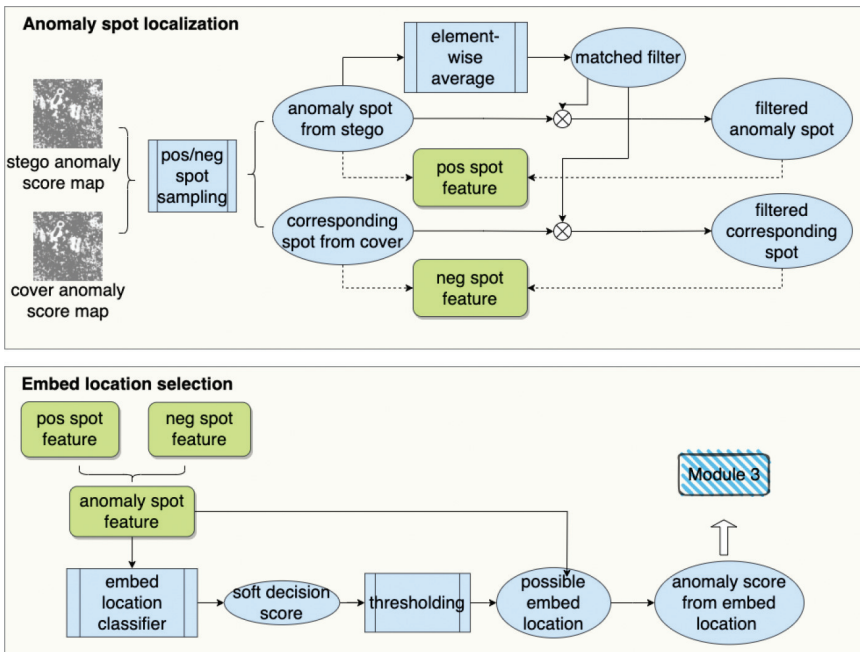 Anomaly spot localization
stego anomaly
score map
cover anomaly
score map
pos/neg
spot
sampling
anomaly spot
from stego
element-
wise
average
matched filter
filtered
anomaly spot
pos spot
feature
corresponding
spot from cover
filtered
corresponding
spot
neg spot
feature
Embed location selection
pos spot
feature
neg spot
feature
anomaly spot
feature
embed
location
classifier
soft decision
score
thresholding
possible
embed
location
anomaly score
from embed
location
Module 3